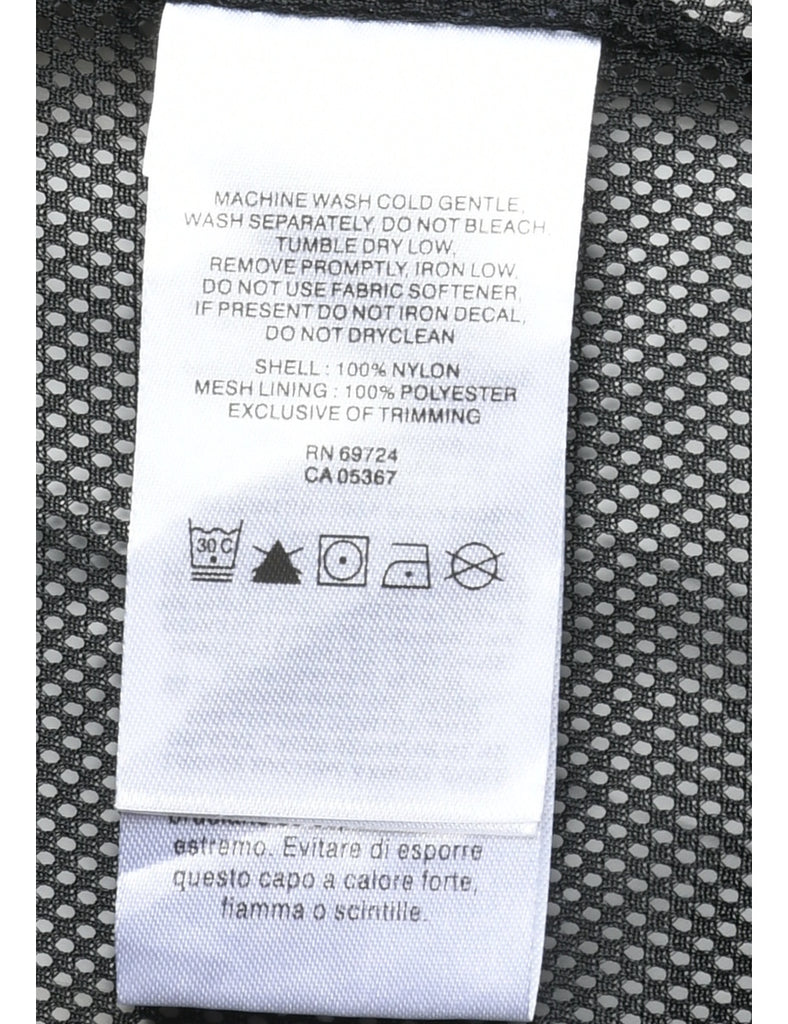 MACHINE WASH COLD GENTLE,
WASH SEPARATELY, DO NOT BLEACH.
TUMBLE DRY LOW,
REMOVE PROMPTLY, IRON LOW,
DO NOT USE FABRIC SOFTENER,
IF PRESENT DO NOT IRON DECAL,
DO NOT DRYCLEAN
SHELL : 100% NYLON
MESH LINING : 100% POLYESTER
EXCLUSIVE OF TRIMMING
RN 69724
CA 05367
30 C
estremo. Evitare di esporre
questo capo a calore forte,
fiamma o scintille.